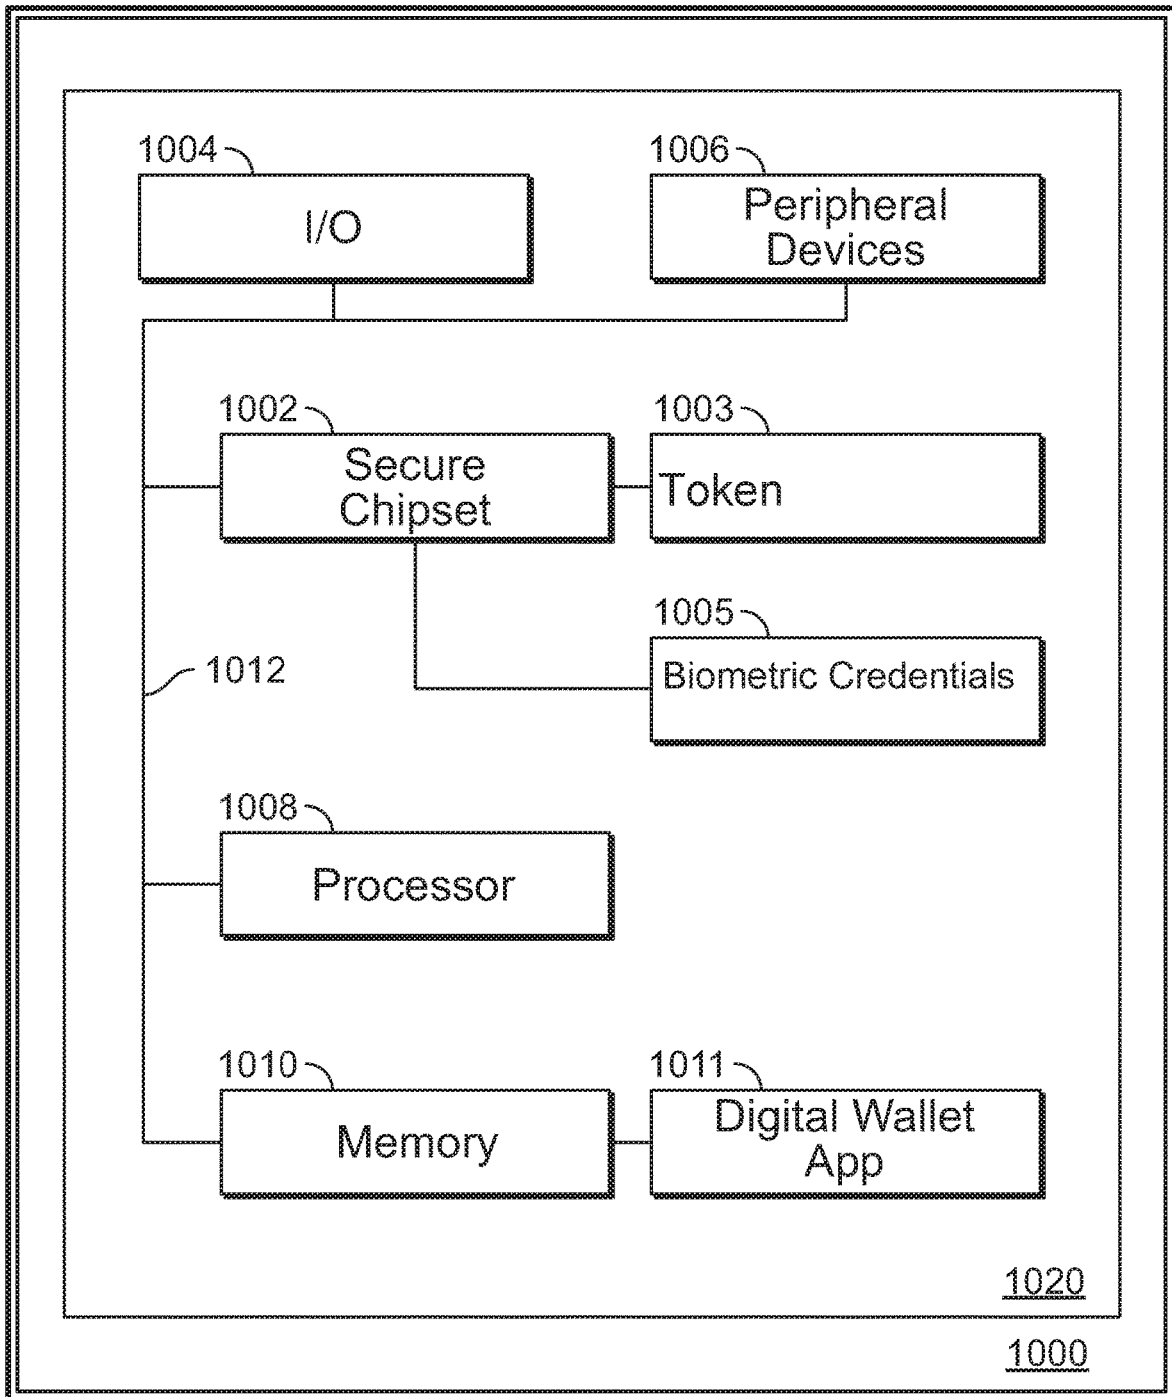 1004
I/O
1006
Peripheral
Devices
1002
Secure
Chipset
1003
Token
1005
Biometric Credentials
1012
1008
Processor
1010
Memory
1011
Digital Wallet
App
1020
1000